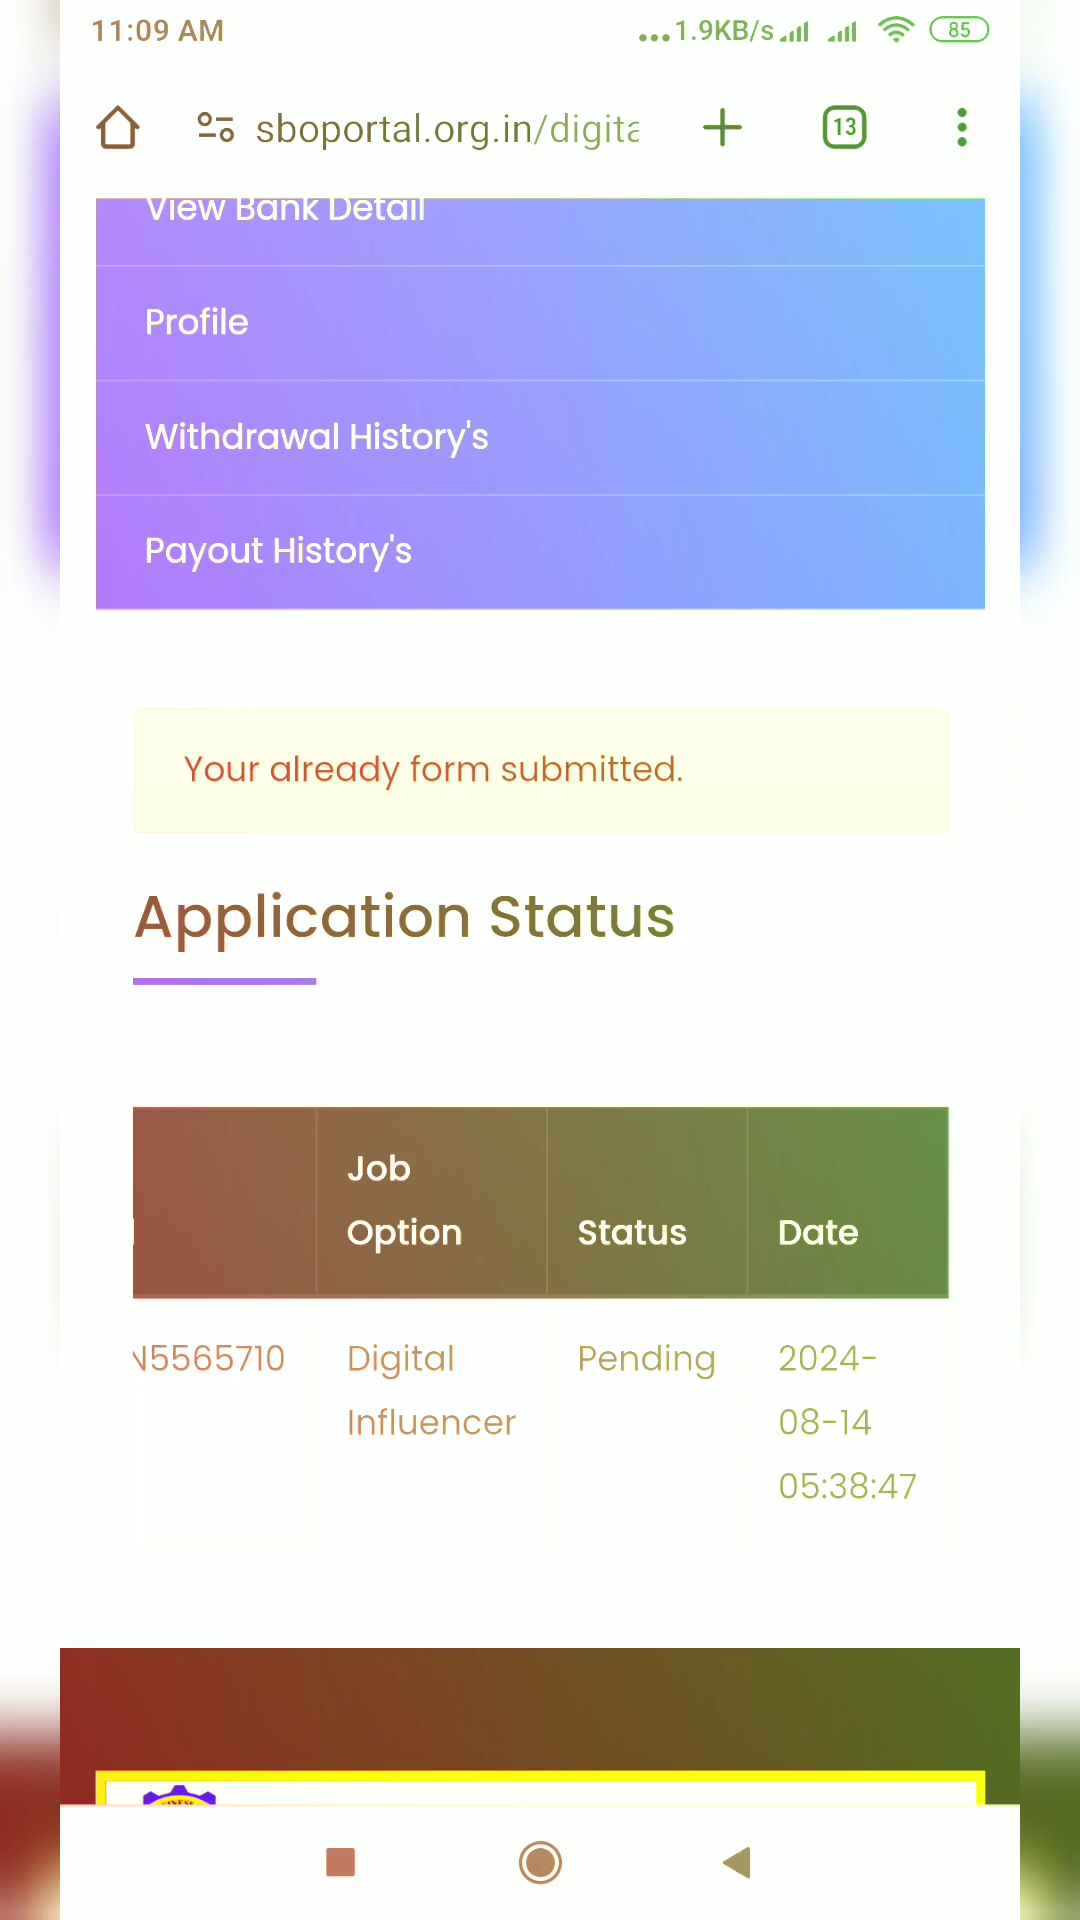 11:09 AM
...1.9KB/s
85
sboportal.org.in/digita
13
View Bank Detail
Profile
Withdrawal History's
Payout History's
Your already form submitted.
Application Status
Job
Option
Status
Date
N5565710
Digital
Influencer
Pending
2024-
08-14
05:38:47